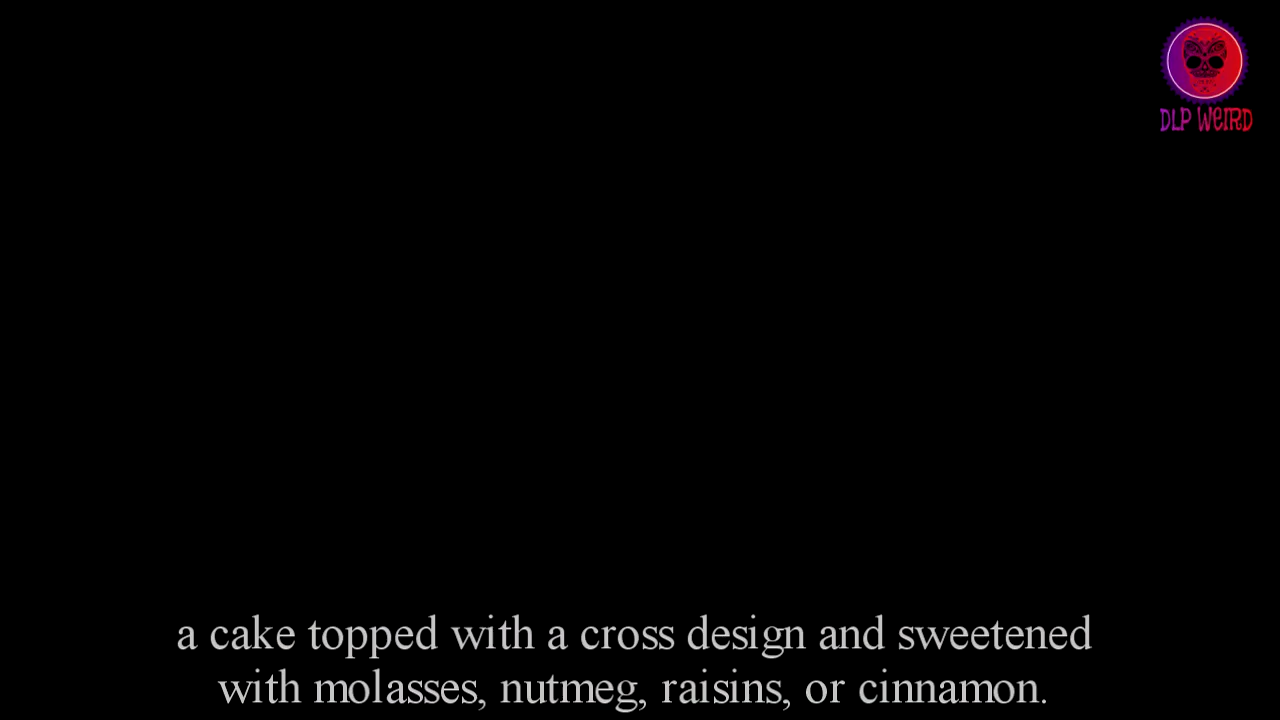 DLP WEIRD
a cake topped with a cross design and sweetened
with molasses, nutmeg, raisins, or cinnamon.